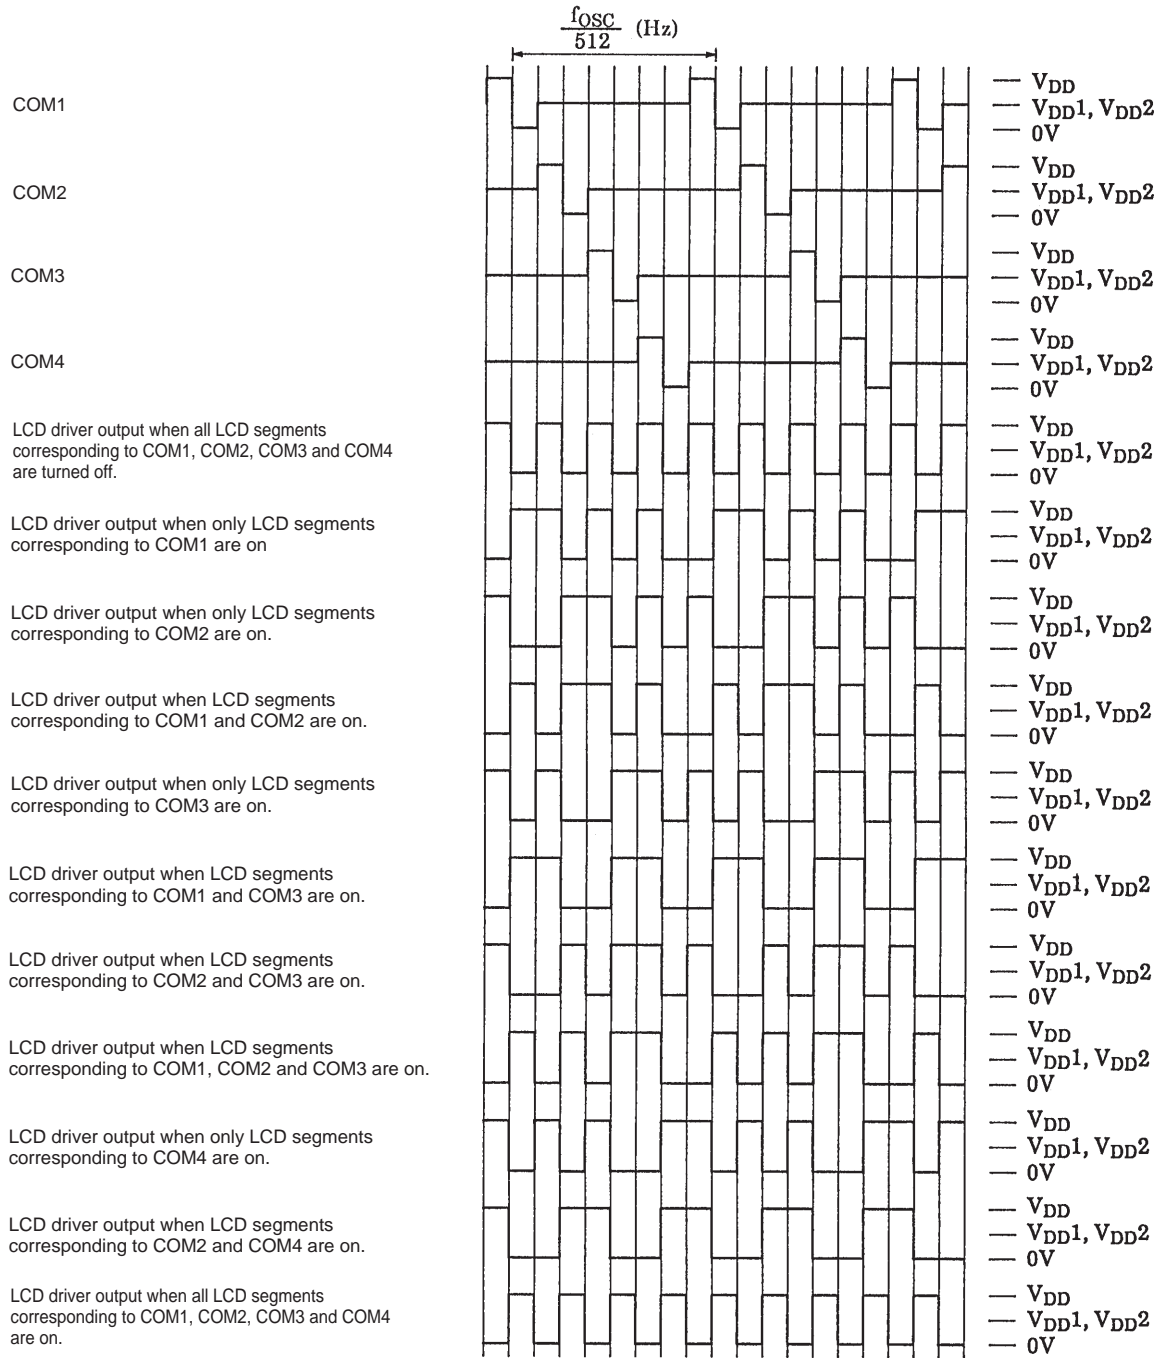 fOSC
512
(Hz)
COM1
VDD
VDD1, VDD2
0V
COM2
VDD
VDD1, VDD2
0V
COM3
VDD
VDD1, VDD2
0V
COM4
VDD
VDD1, VDD2
0V
LCD driver output when all LCD segments
corresponding to COM1, COM2, COM3 and COM4
are turned off.
VDD
VDD1, VDD2
0V
LCD driver output when only LCD segments
corresponding to COM1 are on
VDD
VDD1, VDD2
0V
LCD driver output when only LCD segments
corresponding to COM2 are on.
VDD
VDD1, VDD2
0V
LCD driver output when LCD segments
corresponding to COM1 and COM2 are on.
VDD
VDD1, VDD2
0V
LCD driver output when only LCD segments
corresponding to COM3 are on.
VDD
VDD1, VDD2
0V
LCD driver output when LCD segments
corresponding to COM1 and COM3 are on.
VDD
VDD1, VDD2
0V
LCD driver output when LCD segments
corresponding to COM2 and COM3 are on.
VDD
VDD1, VDD2
0V
LCD driver output when LCD segments
corresponding to COM1, COM2 and COM3 are on.
VDD
VDD1, VDD2
0V
LCD driver output when only LCD segments
corresponding to COM4 are on.
VDD
VDD1, VDD2
0V
LCD driver output when LCD segments
corresponding to COM2 and COM4 are on.
VDD
VDD1, VDD2
0V
LCD driver output when all LCD segments
corresponding to COM1, COM2, COM3 and COM4
are on.
VDD
VDD1, VDD2
0V